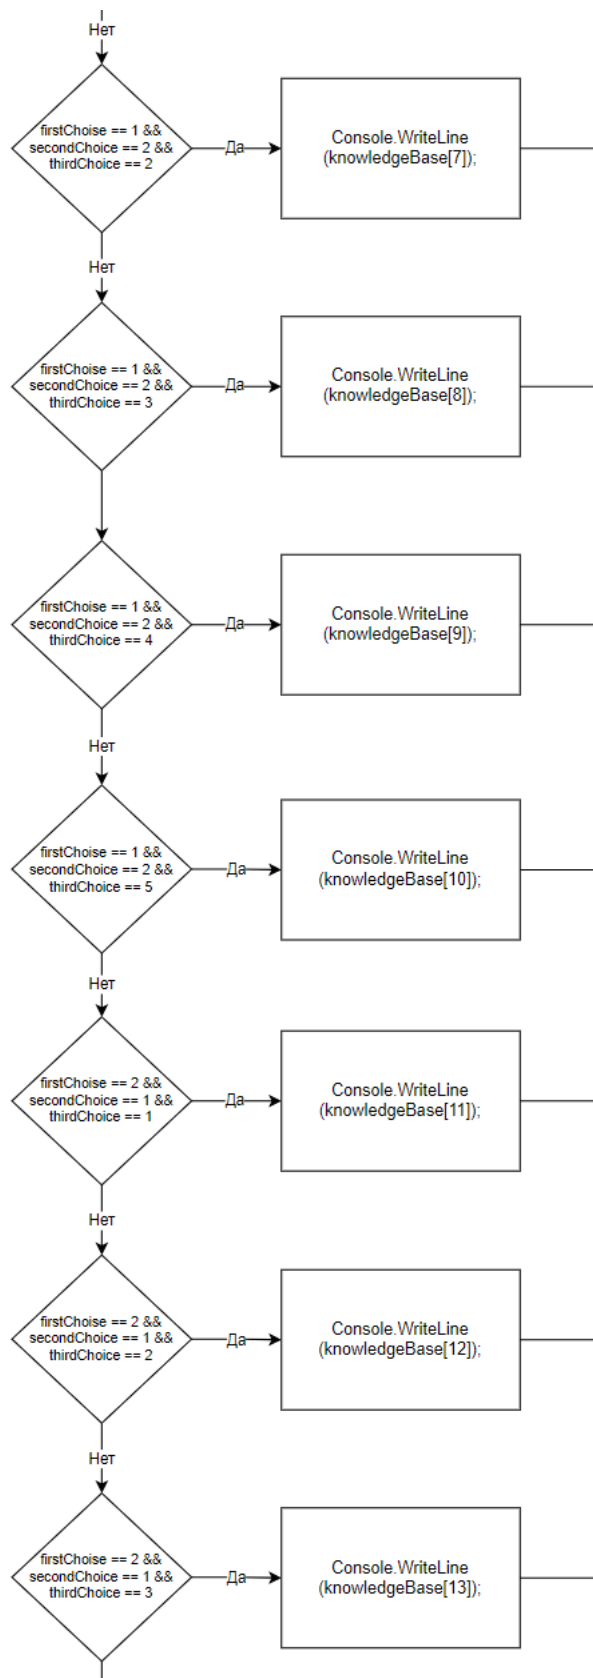 Нет
firstChoise == 1 &&
secondChoice == 2 &&
thirdChoice == 2
Да
Console.WriteLine
(knowledgeBase[7]);
Нет
firstChoise == 1 &&
secondChoice == 2 &&
thirdChoice == 3
Да
Console.WriteLine
(knowledgeBase[8]);
firstChoise == 1 &&
secondChoice == 2 &&
thirdChoice == 4
Да
Console.WriteLine
(knowledgeBase[9]);
Нет
firstChoise == 1 &&
secondChoice == 2 &&
thirdChoice == 5
Да
Console.WriteLine
(knowledgeBase[10]);
Нет
firstChoise == 2 &&
secondChoice == 1 &&
thirdChoice == 1
Да
Console.WriteLine
(knowledgeBase[11]);
Нет
firstChoise == 2 &&
secondChoice == 1 &&
thirdChoice == 2
Да
Console.WriteLine
(knowledgeBase[12]);
Нет
firstChoise == 2 &&
secondChoice == 1 &&
thirdChoice == 3
Да
Console.WriteLine
(knowledgeBase[13]);